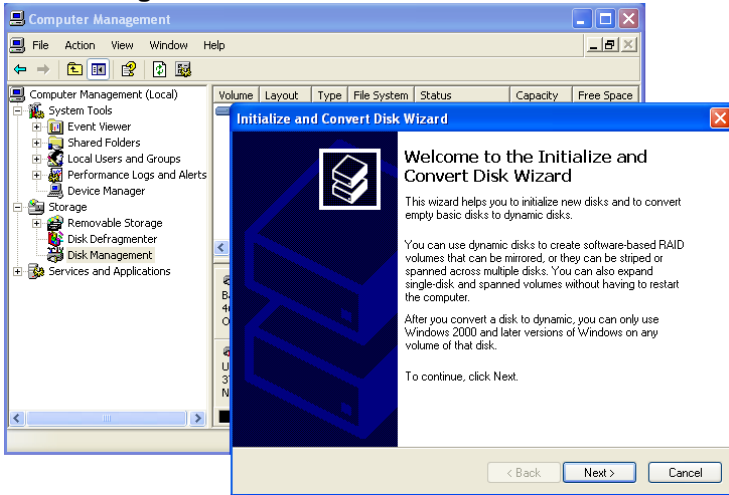 Computer Management
File Action View Window Help
Computer Management (Local)
System Tools
Event Viewer
Shared Folders
Local Users and Groups
Performance Logs and Alerts
Device Manager
Storage
Removable Storage
Disk Defragmenter
Disk Management
Services and Applications
Volume Layout Type File System Status Capacity Free Space
Initialize and Convert Disk Wizard
Welcome to the Initialize and
Convert Disk Wizard
This wizard helps you to initialize new disks and to convert
empty basic disks to dynamic disks.
You can use dynamic disks to create software-based RAID
volumes that can be mirrored, or they can be striped or
spanned across multiple disks. You can also expand
single-disk and spanned volumes without having to restart
the computer.
After you convert a disk to dynamic, you can only use
Windows 2000 and later versions of Windows on any
volume of that disk.
To continue, click Next.
< Back Next > Cancel